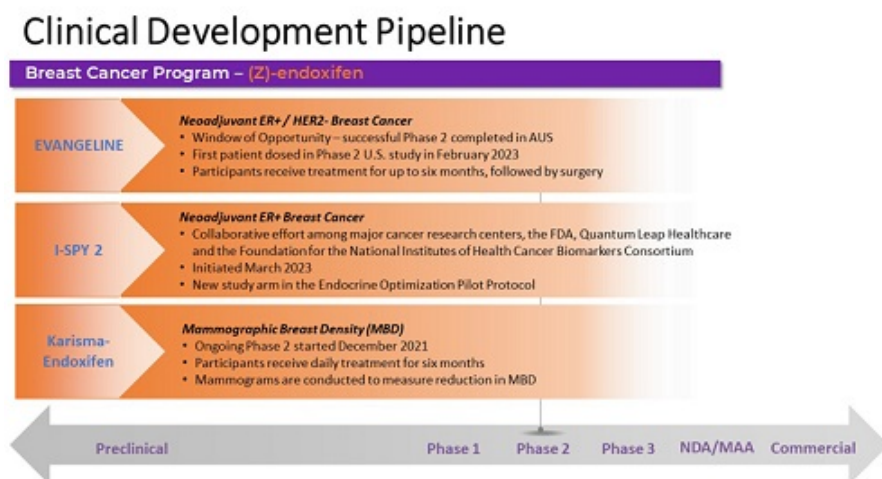 Clinical Development Pipeline
Breast Cancer Program – (Z)-endoxifen
EVANGELINE
Neoadjuvant ER+ / HER2- Breast Cancer
• Window of Opportunity – successful Phase 2 completed in AUS
• First patient dosed in Phase 2 U.S. study in February 2023
• Participants receive treatment for up to six months, followed by surgery
I-SPY 2
Neoadjuvant ER+ Breast Cancer
• Collaborative effort among major cancer research centers, the FDA, Quantum Leap Healthcare
and the Foundation for the National Institutes of Health Cancer Biomarkers Consortium
• Initiated March 2023
• New study arm in the Endocrine Optimization Pilot Protocol
Karisma-
Endoxifen
Mammographic Breast Density (MBD)
• Ongoing Phase 2 started December 2021
• Participants receive daily treatment for six months
• Mammograms are conducted to measure reduction in MBD
Preclinical Phase 1 Phase 2 Phase 3 NDA/MAA Commercial